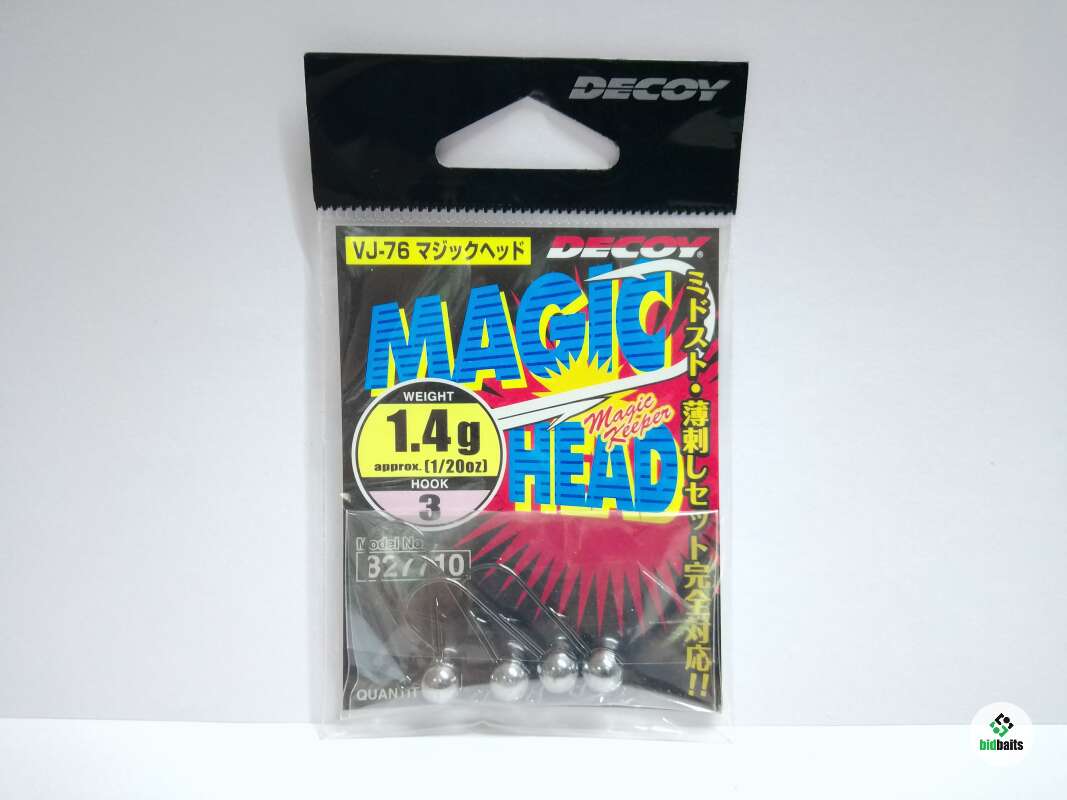 DECOY
VJ-76 マジックヘッド
DECOY®
MAGIC
HEAD
Magic
Keeper
ミドスト・薄刺しセット完全対応!!
WEIGHT
1.4g
approx.(1/20oz)
HOOK
3
Model No
827710
bidbaits